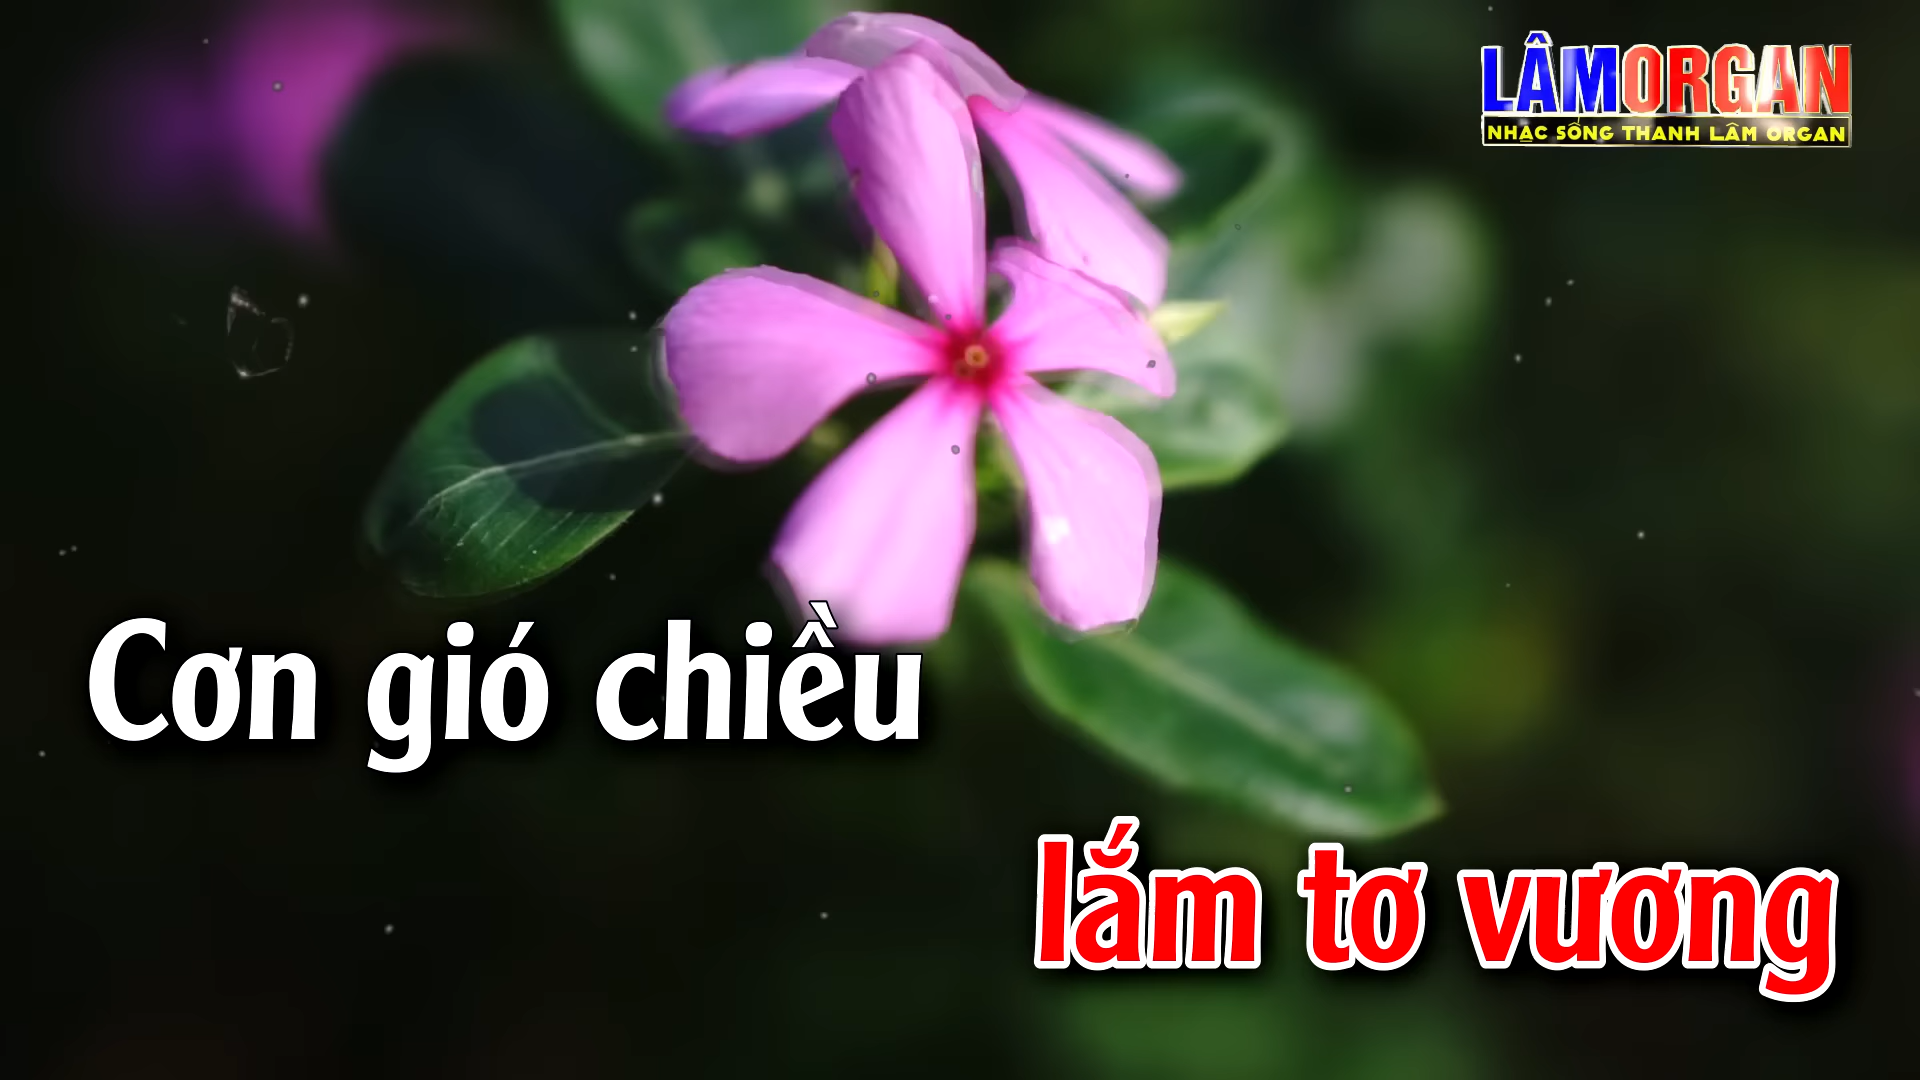 LÂMORGAN
NHẠC SỐNG THANH LÂM ORGAN
Cơn gió chiều
lắm tơ vương